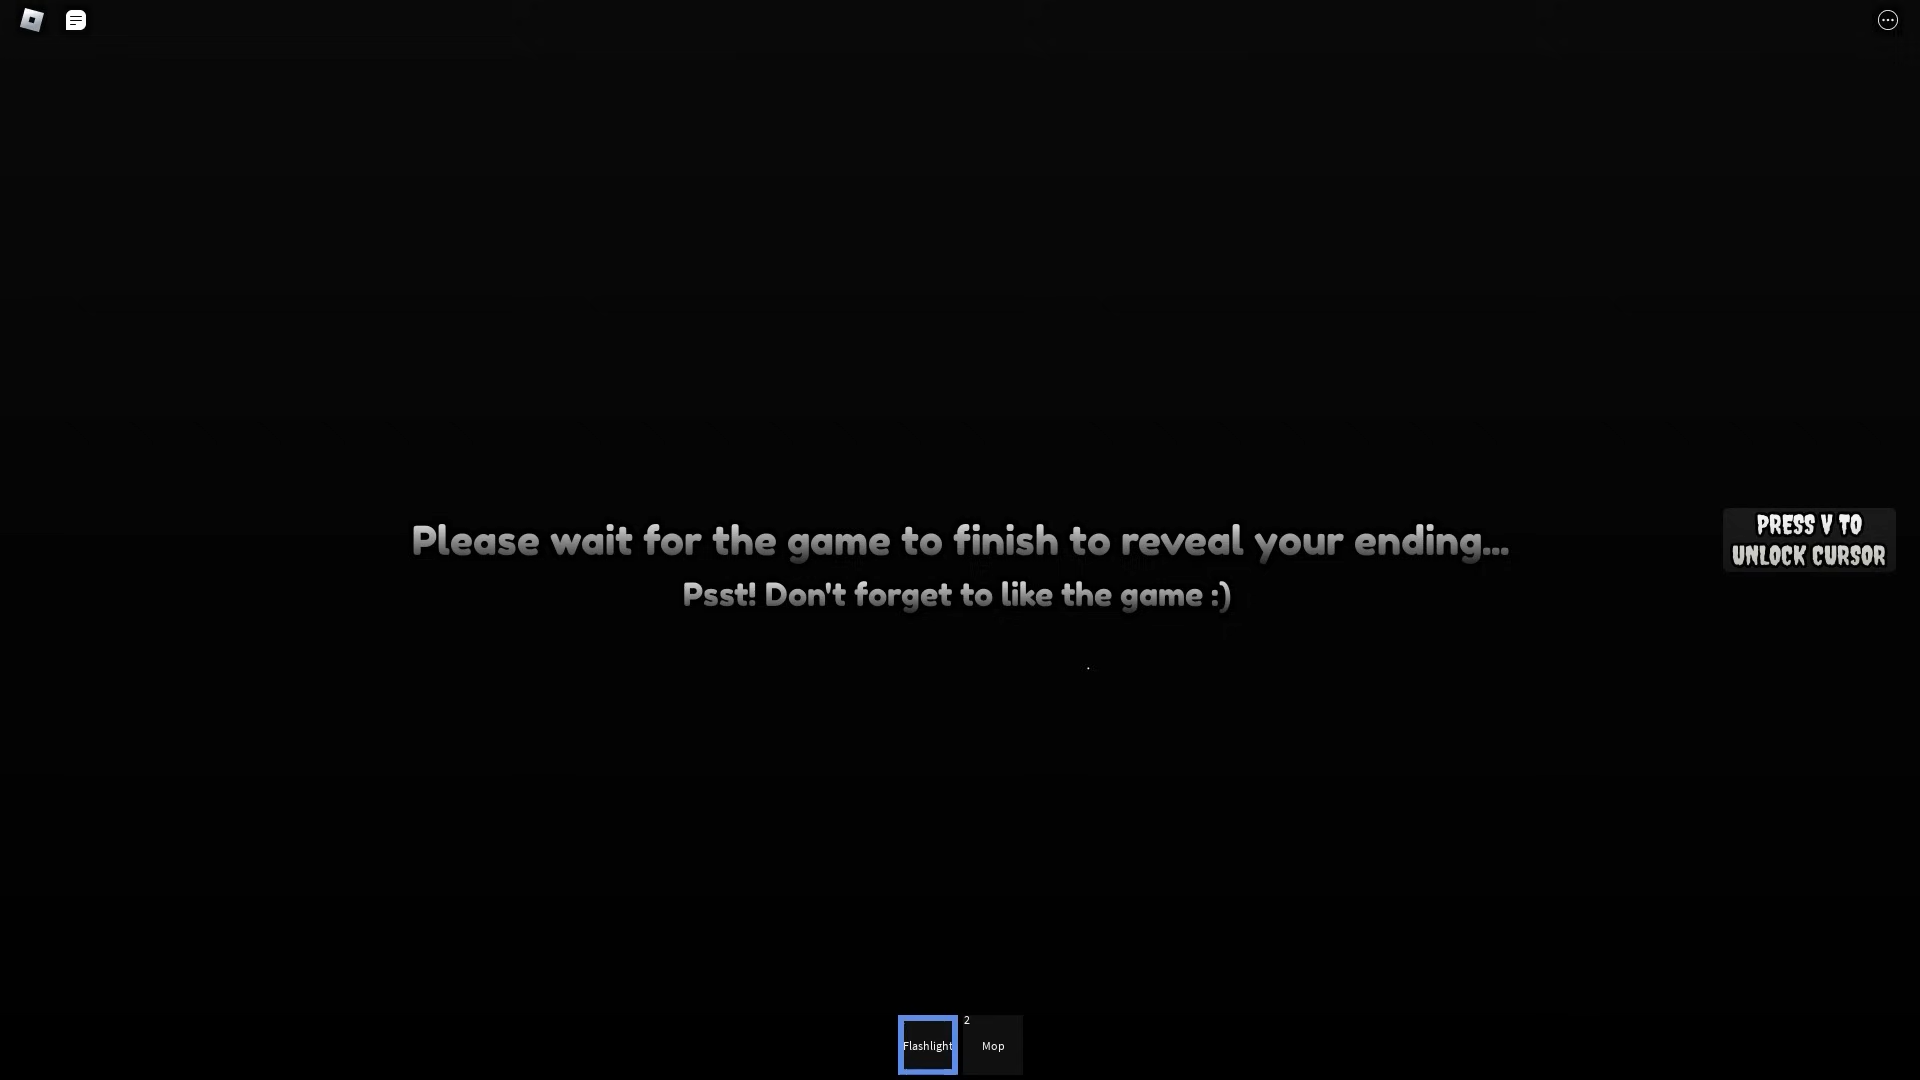 Please wait for the game to finish to reveal your ending...
Psst! Don't forget to like the game :)
PRESS V TO
UNLOCK CURSOR
Flashlight
2
Mop